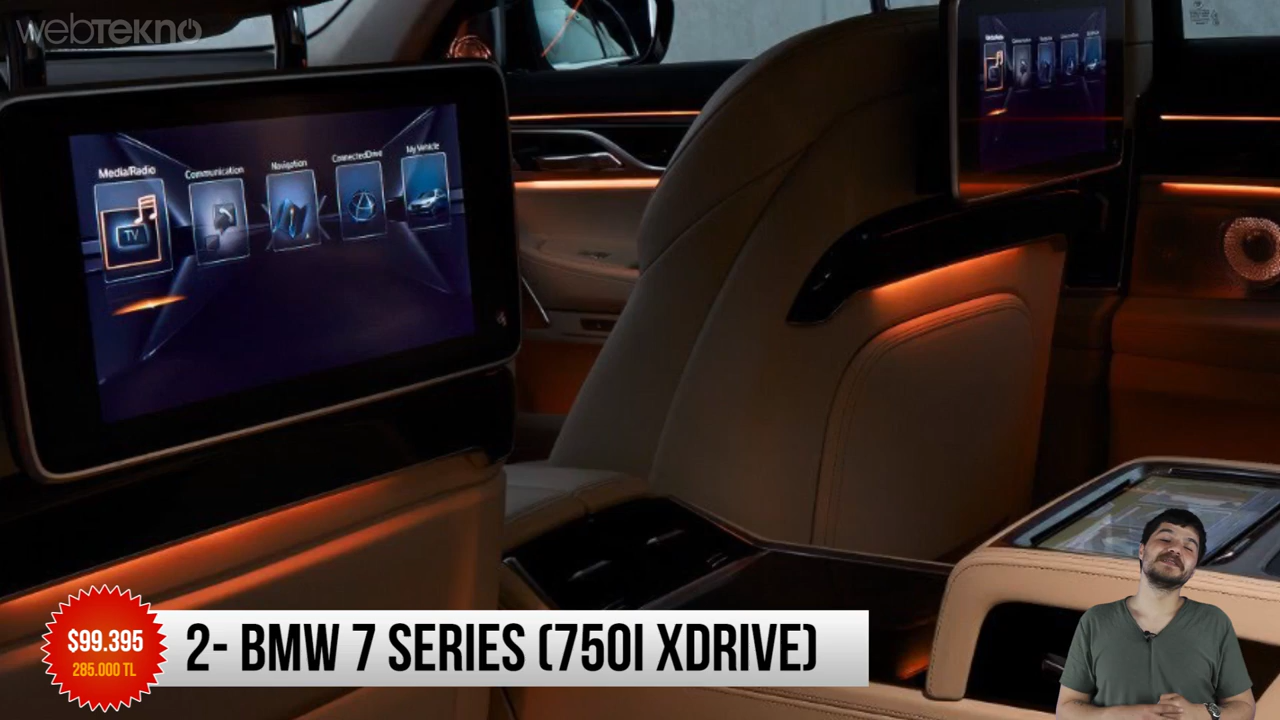 webTEKNO
Media/Radio
Communication
Navigation
ConnectedDrive
My Vehicle
TV
$99.395
285.000 TL
2- BMW 7 SERIES (750I XDRIVE)